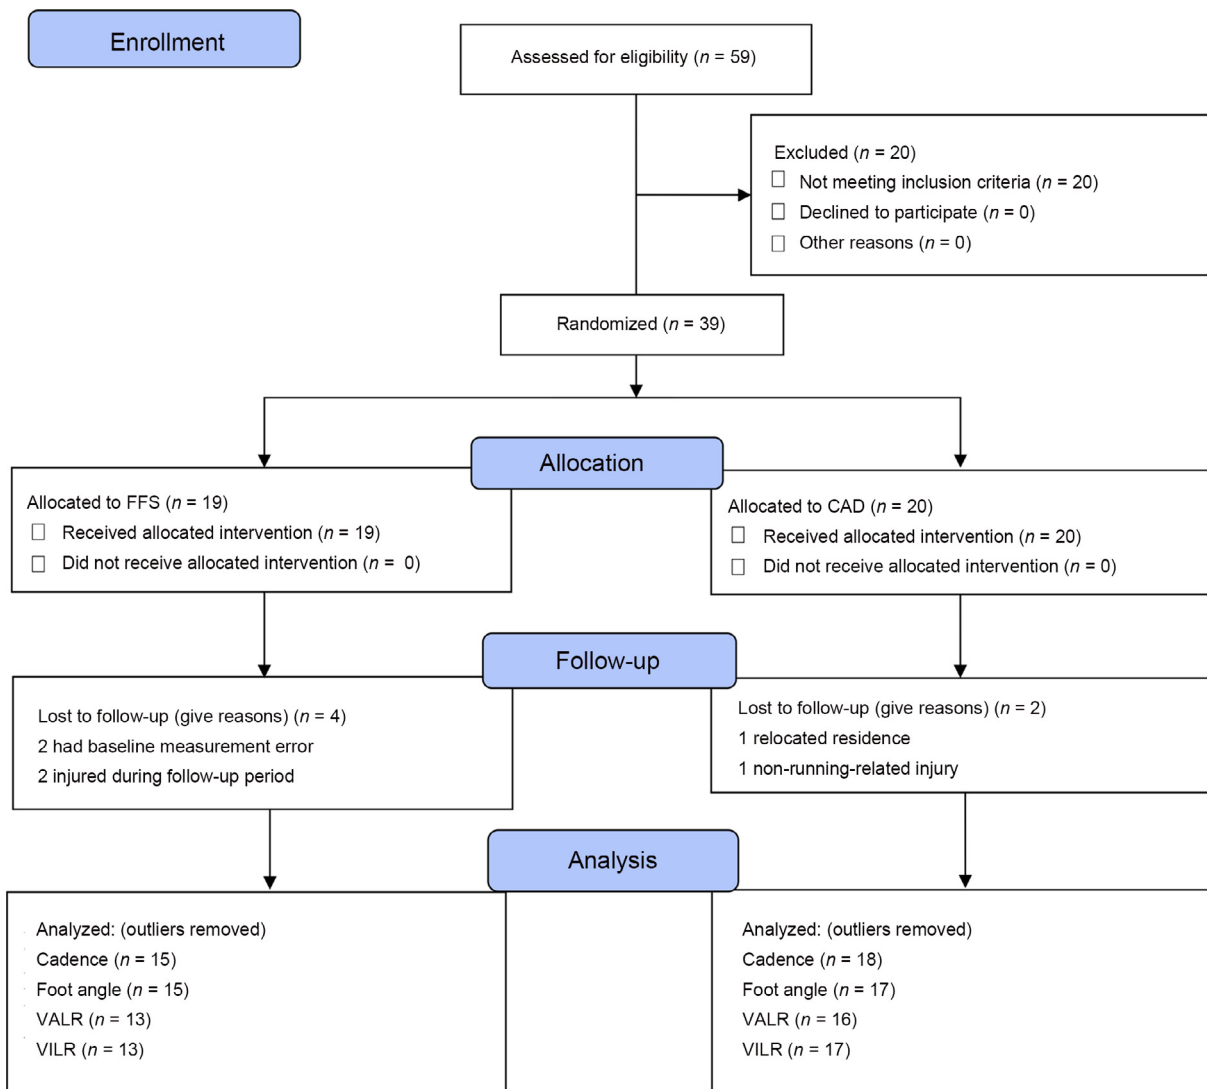 Enrollment
Assessed for eligibility (n = 59)
Excluded (n = 20)
Not meeting inclusion criteria (n = 20)
Declined to participate (n = 0)
Other reasons (n = 0)
Randomized (n = 39)
Allocation
Allocated to FFS (n = 19)
Received allocated intervention (n = 19)
Did not receive allocated intervention (n =  0)
Allocated to CAD (n = 20)
Received allocated intervention (n = 20)
Did not receive allocated intervention (n = 0)
Follow-up
Lost to follow-up (give reasons) (n = 4)
2 had baseline measurement error
2 injured during follow-up period
Lost to follow-up (give reasons) (n = 2)
1 relocated residence
1 non-running-related injury
Analysis
Analyzed: (outliers removed)
Cadence (n = 15)
Foot angle (n = 15)
VALR (n = 13)
VILR (n = 13)
Analyzed: (outliers removed)
Cadence (n = 18)
Foot angle (n = 17)
VALR (n = 16)
VILR (n = 17)